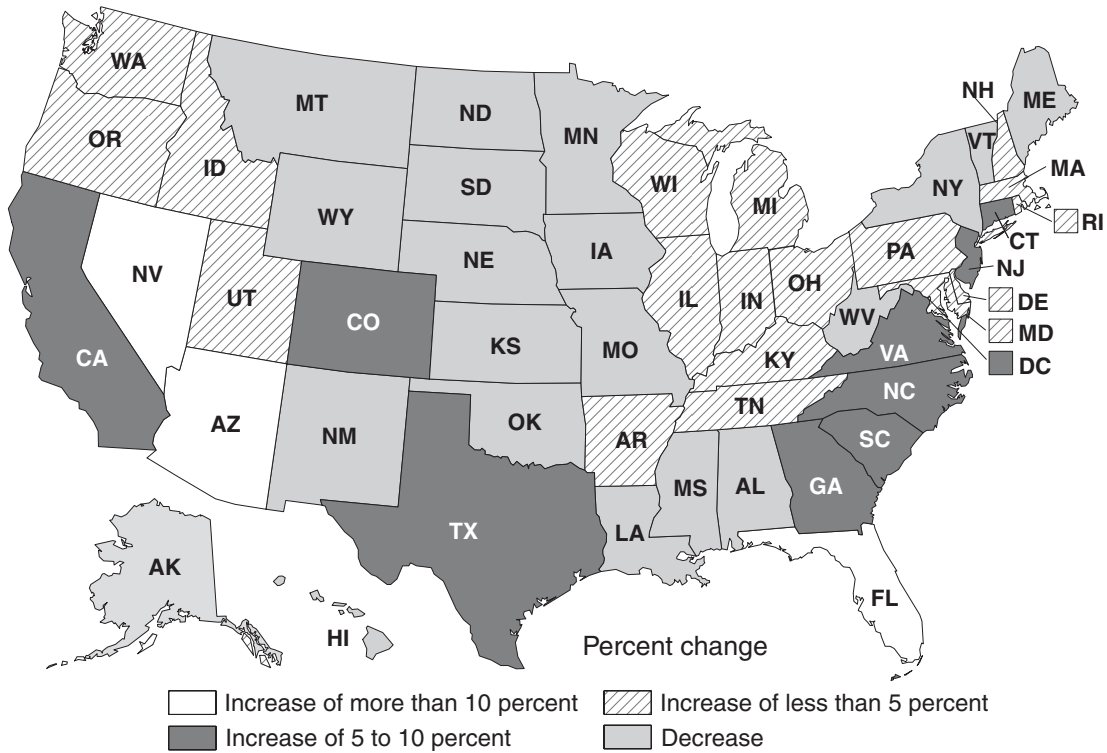 WA
MT
ND
MN
OR
ID
SD
WY
WI
MI
NH
ME
VT
MA
NY
RI
CT
NJ
PA
NV
UT
CO
NE
IA
IL
IN
OH
DE
MD
DC
WV
VA
KY
CA
KS
MO
AZ
NM
OK
AR
TN
NC
SC
TX
LA
MS
AL
GA
FL
AK
HI
Percent change
Increase of more than 10 percent
Increase of less than 5 percent
Increase of 5 to 10 percent
Decrease